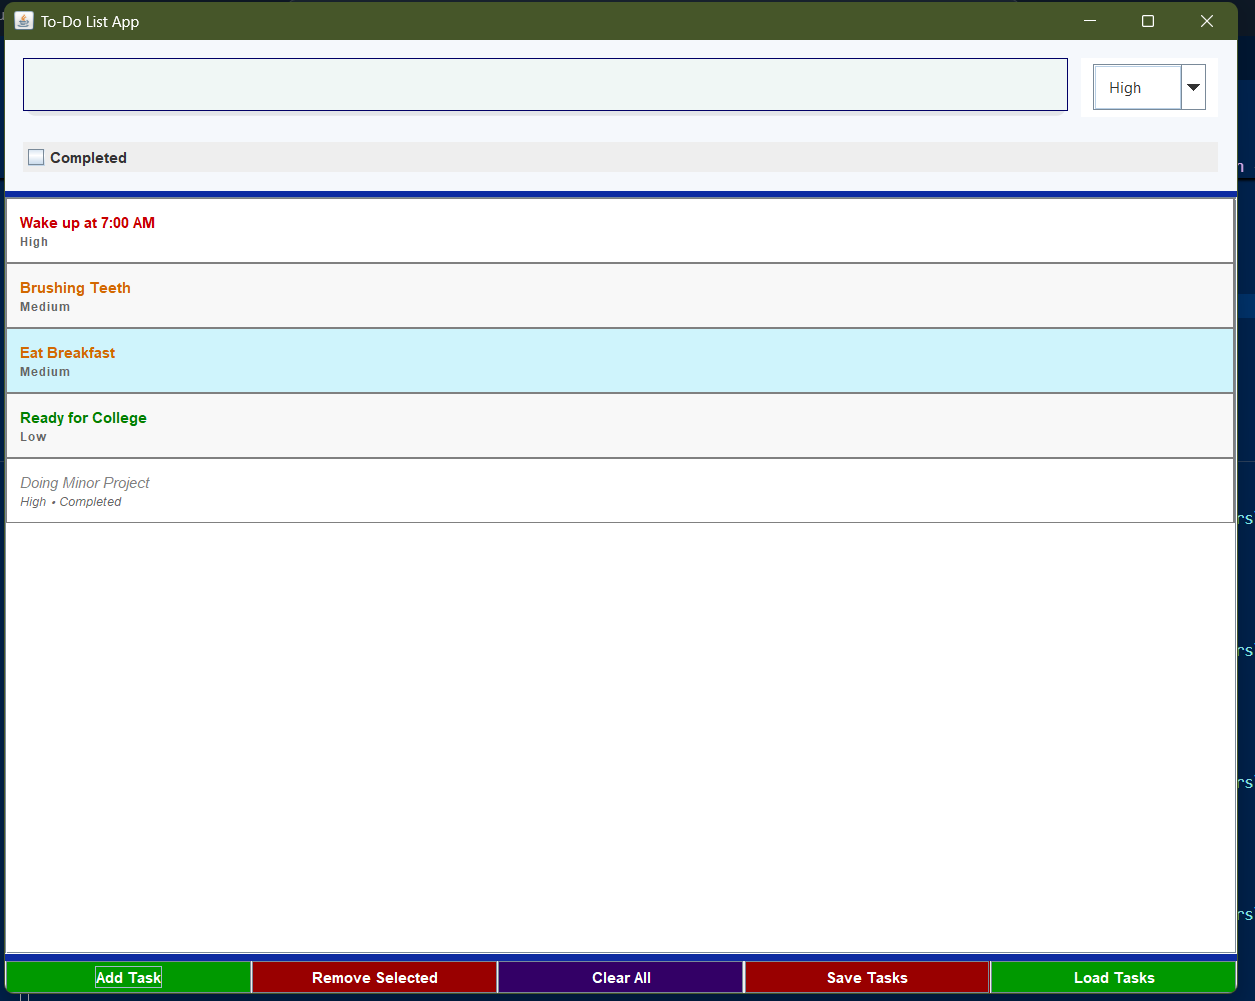 To-Do List App
High
Completed
Wake up at 7:00 AM
High
Brushing Teeth
Medium
Eat Breakfast
Medium
Ready for College
Low
Doing Minor Project
High • Completed
Add Task Remove Selected Clear All Save Tasks Load Tasks